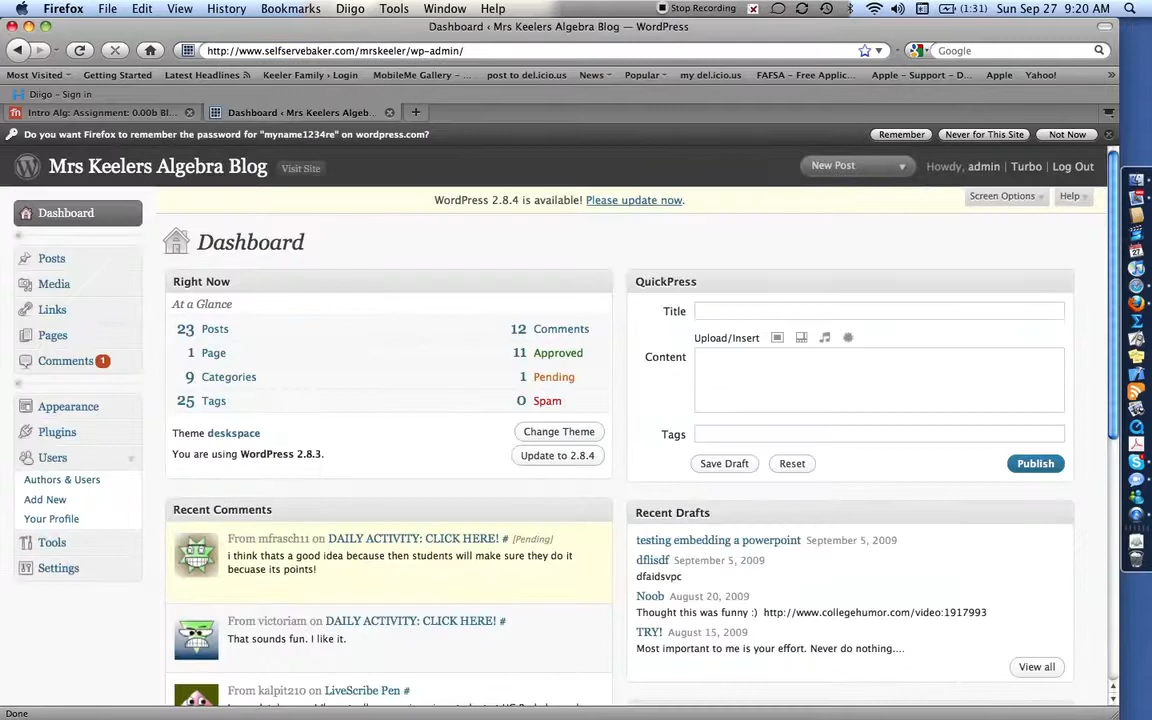 Firefox File Edit View History Bookmarks Diigo Tools Window Help Stop Recording (1:31) Sun Sep 27 9:20 AM
Dashboard ‹ Mrs Keelers Algebra Blog — WordPress
http://www.selfservebaker.com/mrskeeler/wp-admin/ Google
Most Visited Getting Started Latest Headlines Keeler Family › Login MobileMe Gallery – ... post to del.icio.us News Popular my del.icio.us FAFSA – Free Applic... Apple – Support – D... Apple Yahoo! »
Diigo – Sign in
Intro Alg: Assignment: 0.00b Bl... Dashboard ‹ Mrs Keelers Algeb...
Do you want Firefox to remember the password for "myname1234re" on wordpress.com? Remember Never for This Site Not Now
Mrs Keelers Algebra Blog Visit Site New Post Howdy, admin | Turbo | Log Out
WordPress 2.8.4 is available! Please update now. Screen Options Help
Dashboard
Posts
Media
Links
Pages
Comments 1
Appearance
Plugins
Users
Authors & Users
Add New
Your Profile
Tools
Settings
Dashboard
Right Now
At a Glance
23 Posts 12 Comments
1 Page 11 Approved
9 Categories 1 Pending
25 Tags 0 Spam
Theme deskspace Change Theme
You are using WordPress 2.8.3. Update to 2.8.4
Recent Comments
From mfrasch11 on DAILY ACTIVITY: CLICK HERE! # [Pending]
i think thats a good idea because then students will make sure they do it
becuase its points!
From victoriam on DAILY ACTIVITY: CLICK HERE! #
That sounds fun. I like it.
From kalpit210 on LiveScribe Pen #
QuickPress
Title
Upload/Insert
Content
Tags
Save Draft Reset Publish
Recent Drafts
testing embedding a powerpoint September 5, 2009
dflisdf September 5, 2009
dfaidsvpc
Noob August 20, 2009
Thought this was funny :) http://www.collegehumor.com/video:1917993
TRY! August 15, 2009
Most important to me is your effort. Never do nothing....
View all
Done